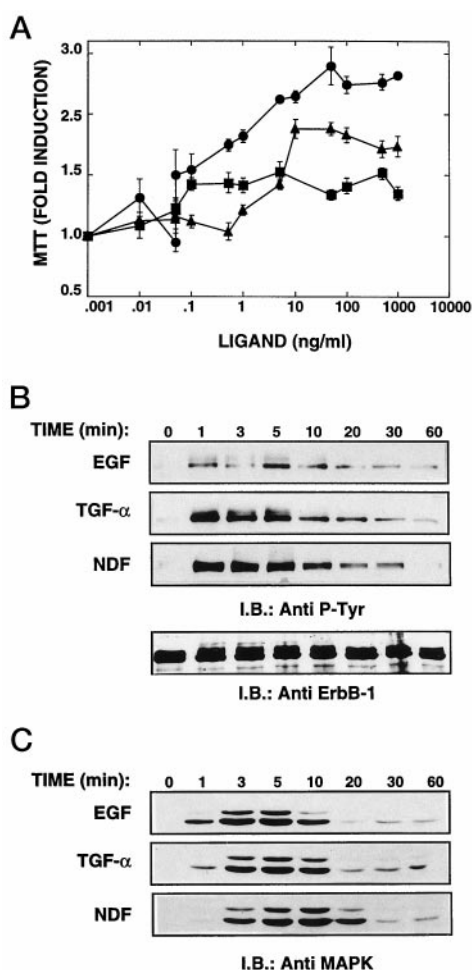 A
3.0
2.5
1.5
1.0
0.5
MTT (FOLD INDUCTION)
.001 .01 .1 1 10 100 1000 10000
LIGAND (ng/ml)
B
TIME (min): 0 1 3 5 10 20 30 60
EGF
TGF-α
NDF
I.B.: Anti P-Tyr
I.B.: Anti ErbB-1
C
TIME (min): 0 1 3 5 10 20 30 60
EGF
TGF-α
NDF
I.B.: Anti MAPK